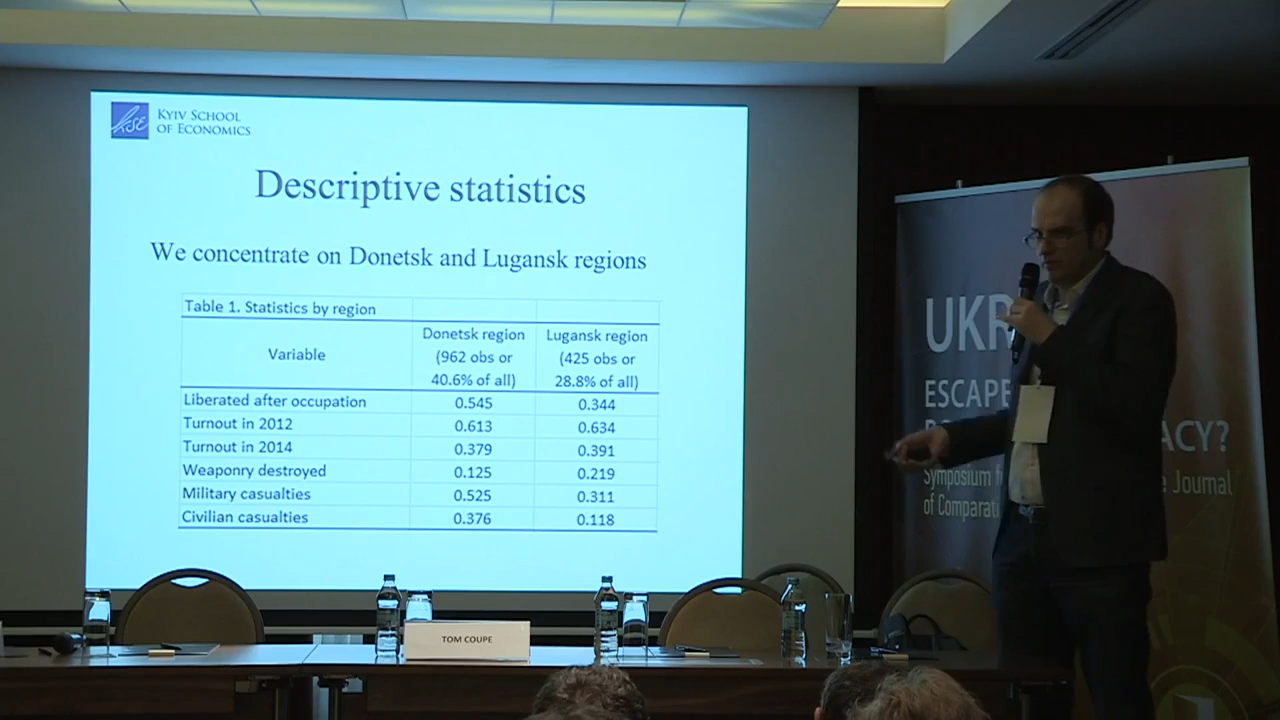 KSE
KYIV SCHOOL
OF ECONOMICS
Descriptive statistics
We concentrate on Donetsk and Lugansk regions
Table 1. Statistics by region
Variable
Donetsk region
(962 obs or
40.6% of all)
Lugansk region
(425 obs or
28.8% of all)
Liberated after occupation 0.545 0.344
Turnout in 2012 0.613 0.634
Turnout in 2014 0.379 0.391
Weaponry destroyed 0.125 0.219
Military casualties 0.525 0.311
Civilian casualties 0.376 0.118
TOM COUPE
UKR
ESCAPE
ACY?
Symposium f
e Journal
of Comparat